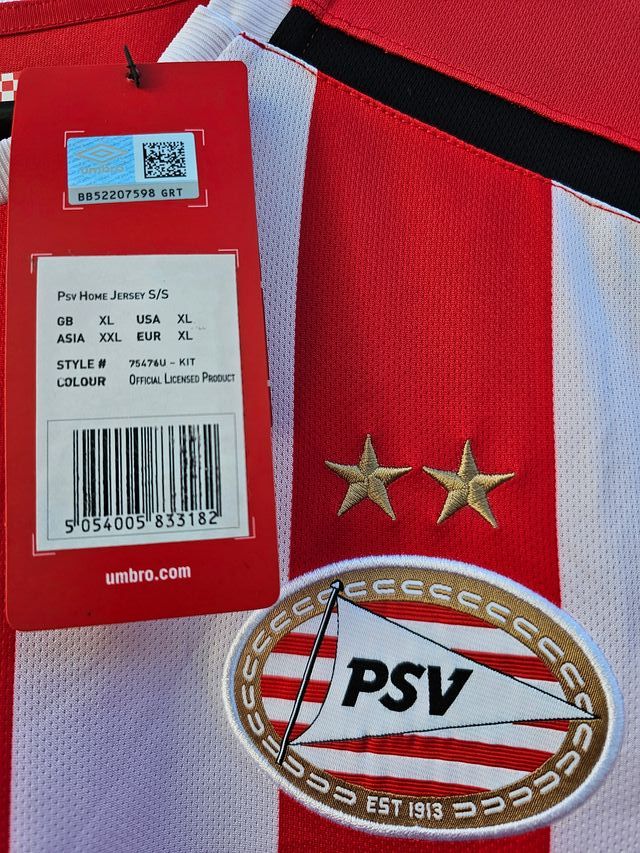 umbro
BB52207598 GRT
Psv Home Jersey S/S
GB XL USA XL
ASIA XXL EUR XL
STYLE # 75476U - KIT
COLOUR Official Licensed Product
5 054005 833182
umbro.com
PSV
EST 1913